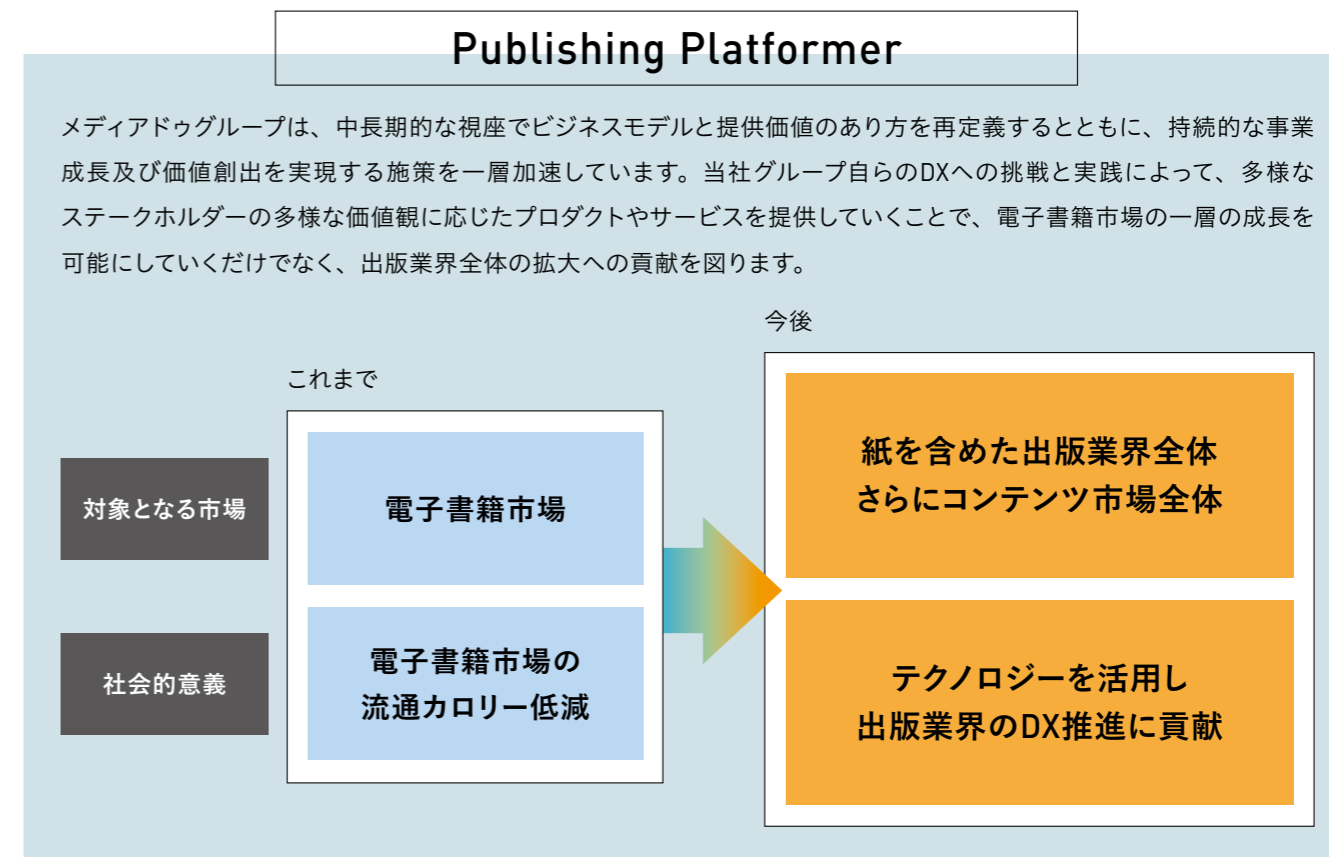 Publishing Platformer
メディアドゥグループは、中長期的な視座でビジネスモデルと提供価値のあり方を再定義するとともに、持続的な事業
成長及び価値創出を実現する施策を一層加速しています。当社グループ自らのDXへの挑戦と実践によって、多様な
ステークホルダーの多様な価値観に応じたプロダクトやサービスを提供していくことで、電子書籍市場の一層の成長を
可能にしていくだけでなく、出版業界全体の拡大への貢献を図ります。
これまで
今後
対象となる市場
電子書籍市場
紙を含めた出版業界全体
さらにコンテンツ市場全体
社会的意義
電子書籍市場の
流通カロリー低減
テクノロジーを活用し
出版業界のDX推進に貢献